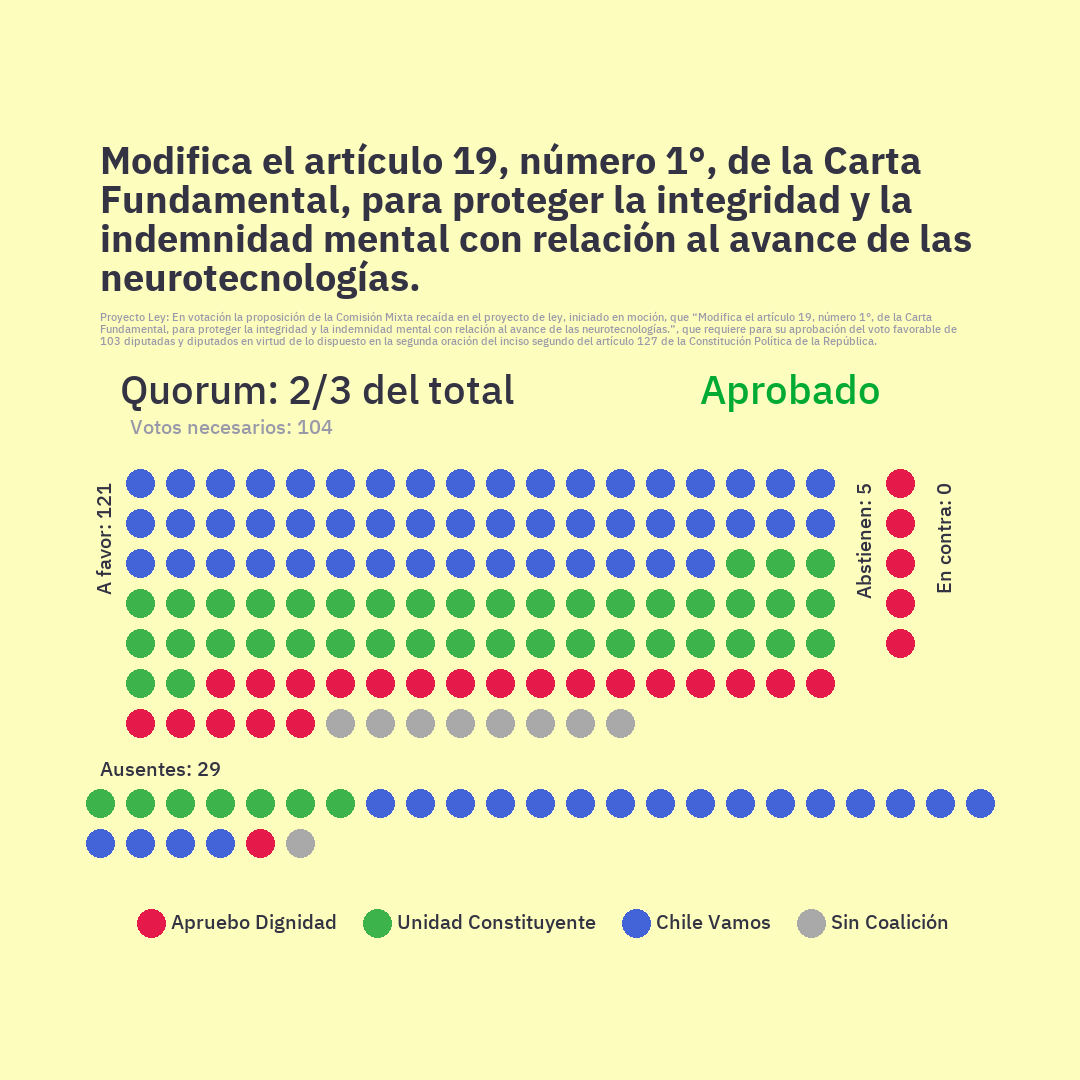 Modifica el artículo 19, número 1°, de la Carta
Fundamental, para proteger la integridad y la
indemnidad mental con relación al avance de las
neurotecnologías.
Proyecto Ley: En votación la proposición de la Comisión Mixta recaída en el proyecto de ley, iniciado en moción, que “Modifica el artículo 19, número 1°, de la Carta
Fundamental, para proteger la integridad y la indemnidad mental con relación al avance de las neurotecnologías.”, que requiere para su aprobación del voto favorable de
103 diputadas y diputados en virtud de lo dispuesto en la segunda oración del inciso segundo del artículo 127 de la Constitución Política de la República.
Quorum: 2/3 del total
Aprobado
Votos necesarios: 104
A favor: 121
Abstienen: 5
En contra: 0
Ausentes: 29
Apruebo Dignidad
Unidad Constituyente
Chile Vamos
Sin Coalición